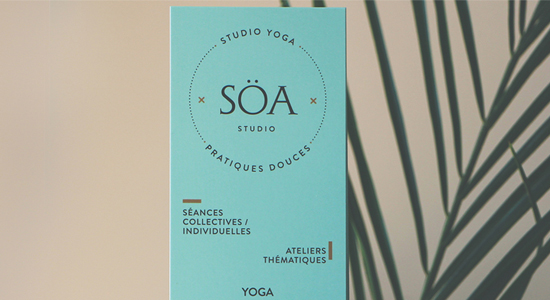 STUDIO YOGA
SÖA
STUDIO
PRATIQUES DOUCES
SÉANCES
COLLECTIVES /
INDIVIDUELLES
ATELIERS
THÉMATIQUES
YOGA